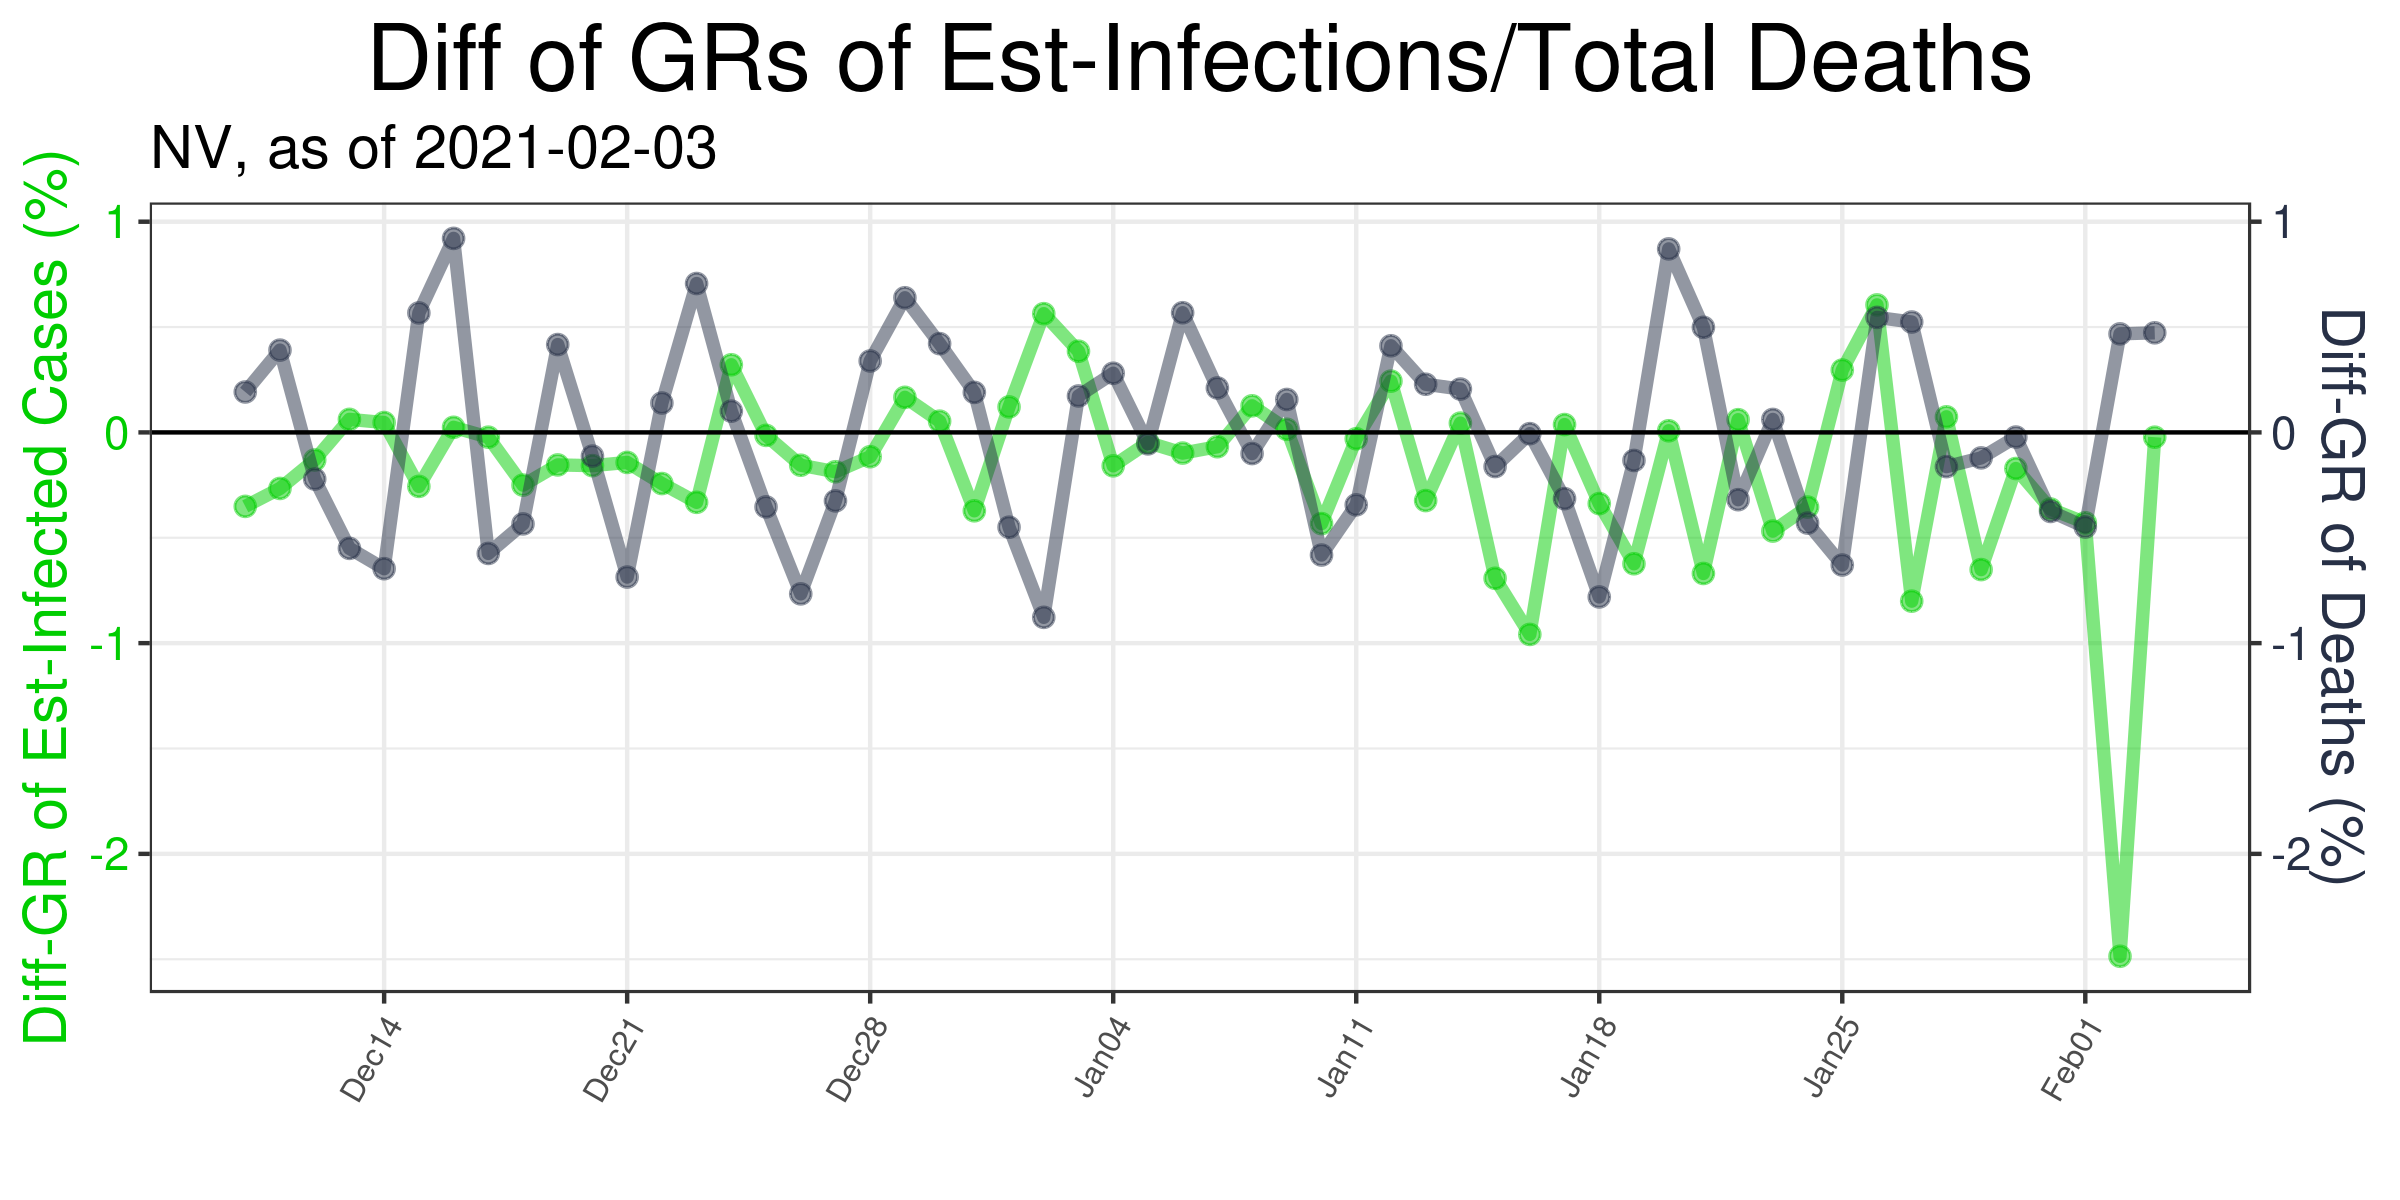 Diff of GRs of Est-Infections/Total Deaths
NV, as of 2021-02-03
Diff-GR of Est-Infected Cases (%)
1
0
-1
-2
1
0
-1
-2
Diff-GR of Deaths (%)
Dec14
Dec21
Dec28
Jan04
Jan11
Jan18
Jan25
Feb01